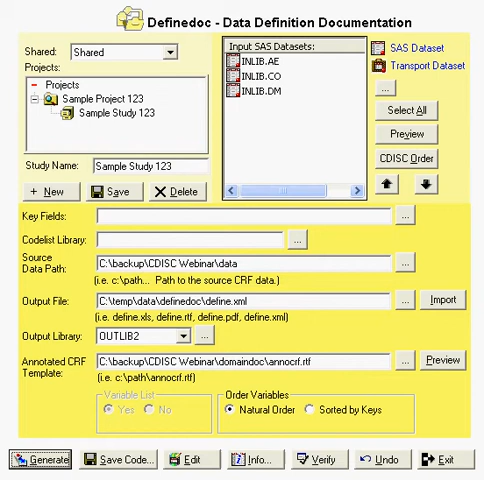 Definedoc - Data Definition Documentation
Shared: Shared
Projects:
Projects
Sample Project 123
Sample Study 123
Study Name: Sample Study 123
+ New Save Delete
Input SAS Datasets:
INLIB.AE
INLIB.CO
INLIB.DM
SAS Dataset
Transport Dataset
...
Select All
Preview
CDISC Order
Key Fields: ...
Codelist Library: ...
Source
Data Path: C:\backup\CDISC Webinar\data ...
(i.e. c:\path... Path to the source CRF data.)
Output File: C:\temp\data\definedoc\define.xml ... Import
(i.e. define.xls, define.rtf, define.pdf, define.xml)
Output Library: OUTLIB2 ...
Annotated CRF
Template: C:\backup\CDISC Webinar\domaindoc\annocrf.rtf ... Preview
(i.e. c:\path\annocrf.rtf)
Variable List
Yes No
Order Variables
Natural Order Sorted by Keys
Generate Save Code... Edit Info... Verify Undo Exit